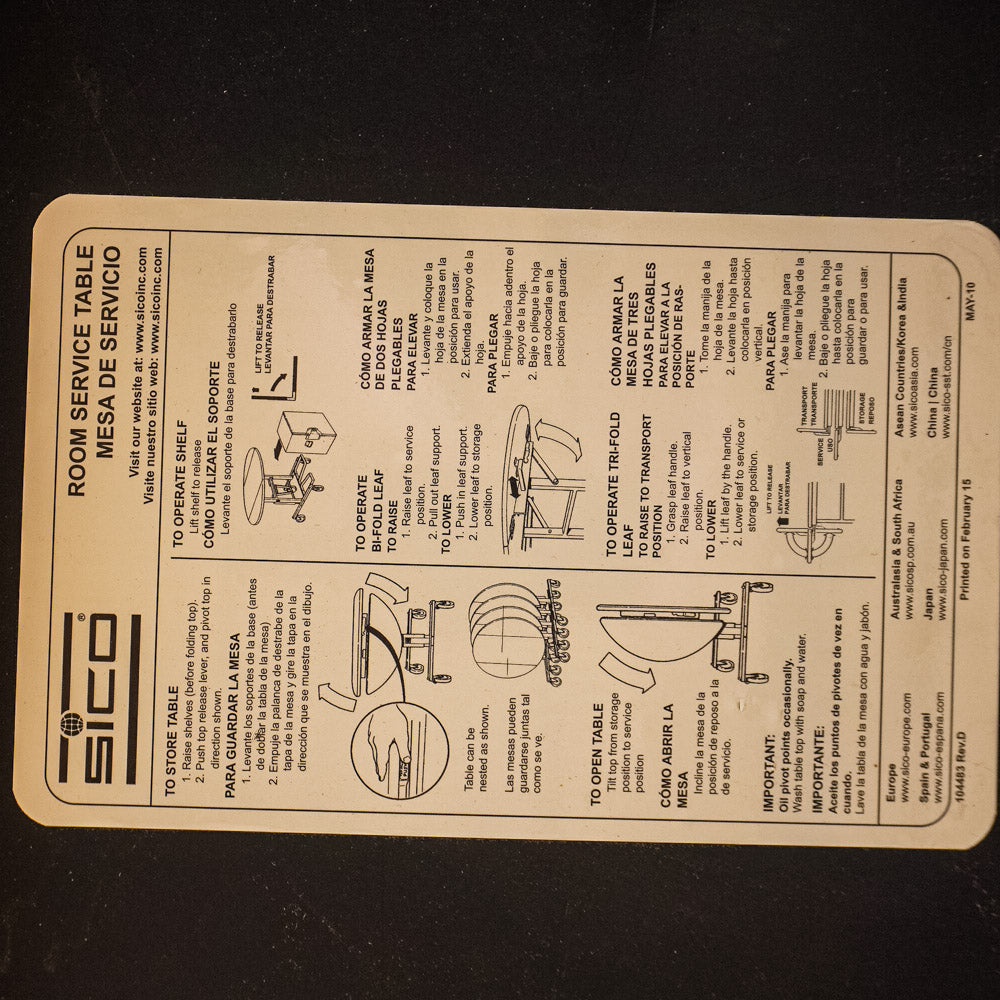 SICO®
ROOM SERVICE TABLE
MESA DE SERVICIO
Visit our website at: www.sicoinc.com
Visite nuestro sitio web: www.sicoinc.com
TO STORE TABLE
1. Raise shelves (before folding top).
2. Push top release lever, and pivot top in
direction shown.
PARA GUARDAR LA MESA
1. Levante los soportes de la base (antes
de doblar la tabla de la mesa)
2. Empuje la palanca de destrabe de la
tapa de la mesa y gire la tapa en la
dirección que se muestra en el dibujo.
PUSH
Table can be
nested as shown.
Las mesas pueden
guardarse juntas tal
como se ve.
TO OPEN TABLE
Tilt top from storage
position to service
position
CÓMO ABRIR LA
MESA
Incline la mesa de la
posición de reposo a la
de servicio.
IMPORTANT:
Oil pivot points occasionally.
Wash table top with soap and water.
IMPORTANTE:
Aceite los puntos de pivotes de vez en
cuando.
Lave la tabla de la mesa con agua y jabón.
TO OPERATE SHELF
Lift shelf to release
CÓMO UTILIZAR EL SOPORTE
Levante el soporte de la base para destrabarlo
LIFT TO RELEASE
LEVANTAR PARA DESTRABAR
TO OPERATE
BI-FOLD LEAF
TO RAISE
1. Raise leaf to service
position.
2. Pull out leaf support.
TO LOWER
1. Push in leaf support.
2. Lower leaf to storage
position.
CÓMO ARMAR LA MESA
DE DOS HOJAS
PLEGABLES
PARA ELEVAR
1. Levante y coloque la
hoja de la mesa en la
posición para usar.
2. Extienda el apoyo de la
hoja.
PARA PLEGAR
1. Empuje hacia adentro el
apoyo de la hoja.
2. Baje o pliegue la hoja
para colocarla en la
posición para guardar.
TO OPERATE TRI-FOLD
LEAF
TO RAISE TO TRANSPORT
POSITION
1. Grasp leaf handle.
2. Raise leaf to vertical
position.
TO LOWER
1. Lift leaf by the handle.
2. Lower leaf to service or
storage position.
LIFT TO RELEASE
LEVANTAR
PARA DESTRABAR
CÓMO ARMAR LA
MESA DE TRES
HOJAS PLEGABLES
PARA ELEVAR A LA
POSICIÓN DE RAS-
PORTE
1. Tome la manija de la
hoja de la mesa.
2. Levante la hoja hasta
colocarla en posición
vertical.
PARA PLEGAR
1. Ase la manija para
levantar la hoja de la
mesa.
2. Baje o pliegue la hoja
hasta colocarla en la
posición para
guardar o para usar.
TRANSPORT
TRANSPORTE
SERVICE
USO
STORAGE
REPOSO
Europe
www.sico-europe.com
Spain & Portugal
www.sico-espana.com
Australasia & South Africa
www.sicosp.com.au
Japan
www.sico-japan.com
Asean Countries/Korea &India
www.sicoasia.com
China | China
www.sico-sst.com/cn
104483 Rev.D
Printed on February 15
MAY-10